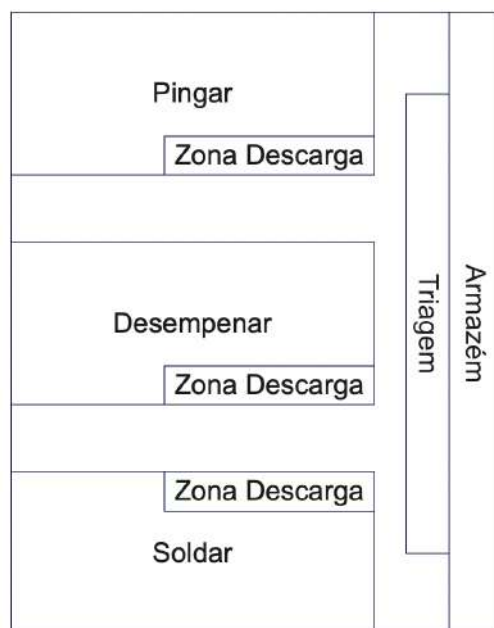 Pingar
Zona Descarga
Desempenar
Zona Descarga
Zona Descarga
Soldar
Triagem
Armazém